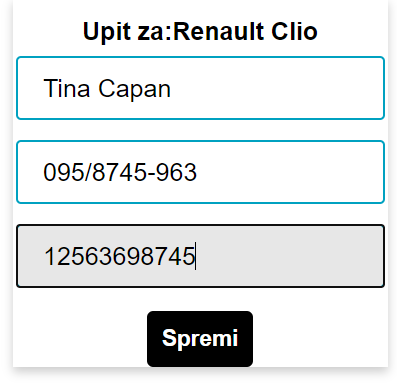 Upit za:Renault Clio
Tina Capan
095/8745-963
12563698745
Spremi